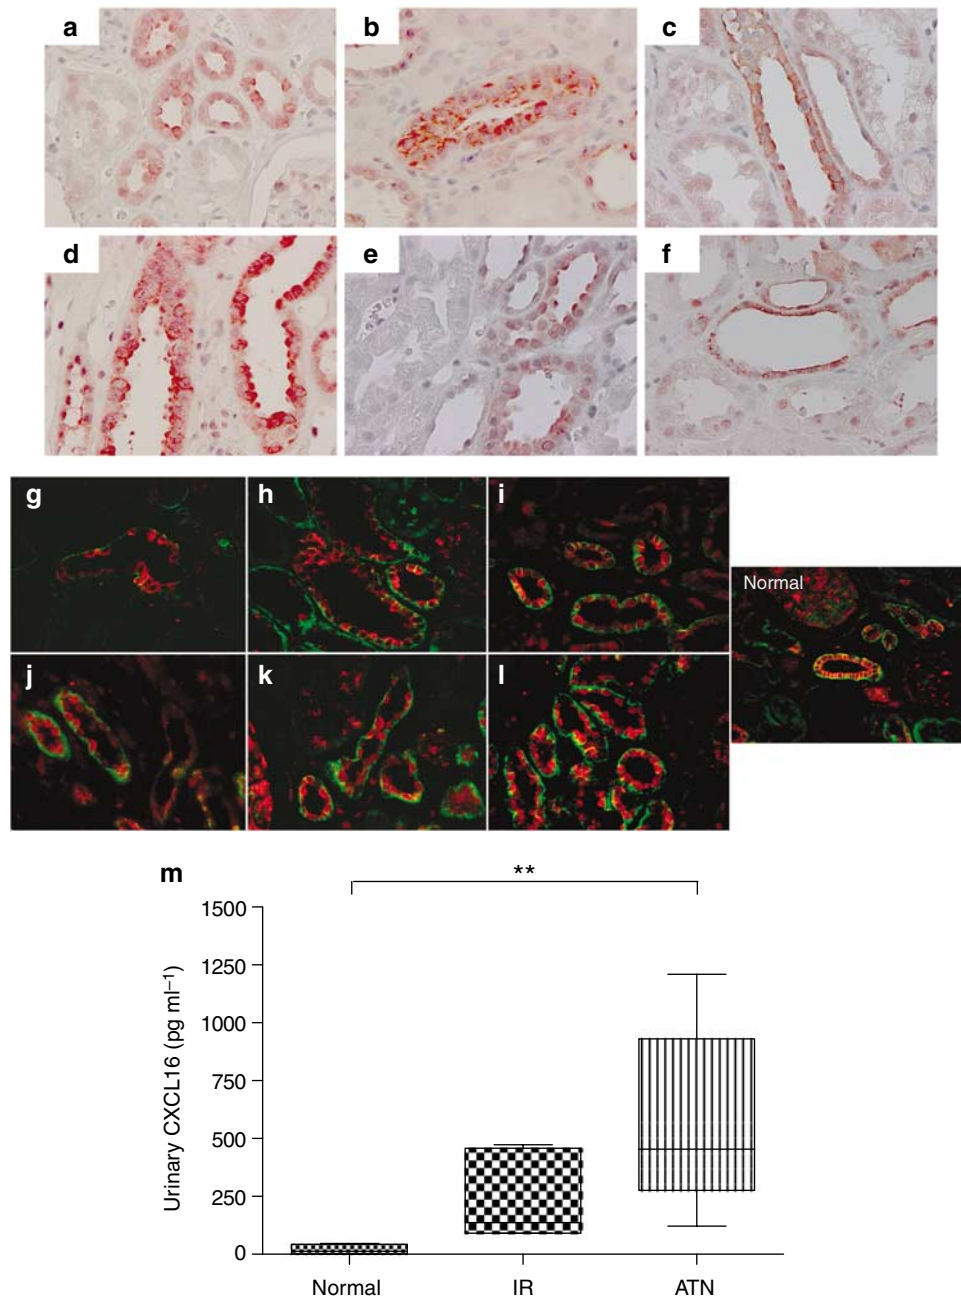 a
b
c
d
e
f
g
h
i
Normal
j
k
l
m
**
1500
1250
1000
750
500
250
0
Urinary CXCL16 (pg ml⁻¹)
Normal
IR
ATN